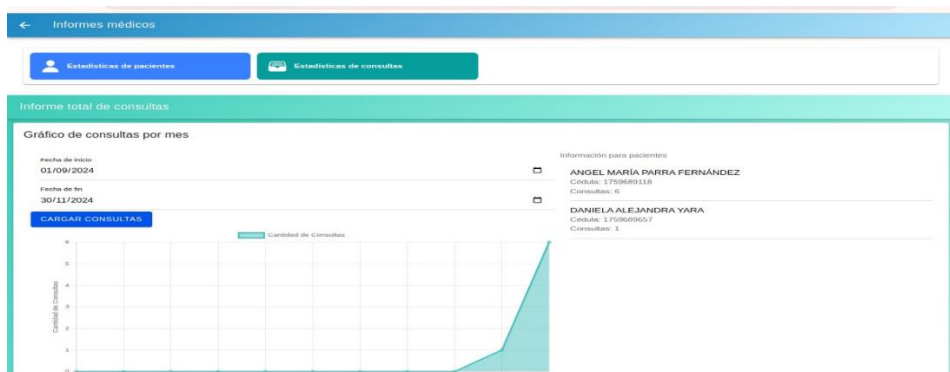 Informes médicos
Estadísticas de pacientes
Estadísticas de consultas
Informe total de consultas
Gráfico de consultas por mes
Fecha de inicio
01/09/2024
Fecha de fin
30/11/2024
CARGAR CONSULTAS
Cantidad de Consultas
Cantidad de Consultas
6
5
4
3
2
1
0
Información para pacientes
ANGEL MARÍA PARRA FERNÁNDEZ
Cédula: 1759689118
Consultas: 6
DANIELA ALEJANDRA YARA
Cédula: 1759689657
Consultas: 1